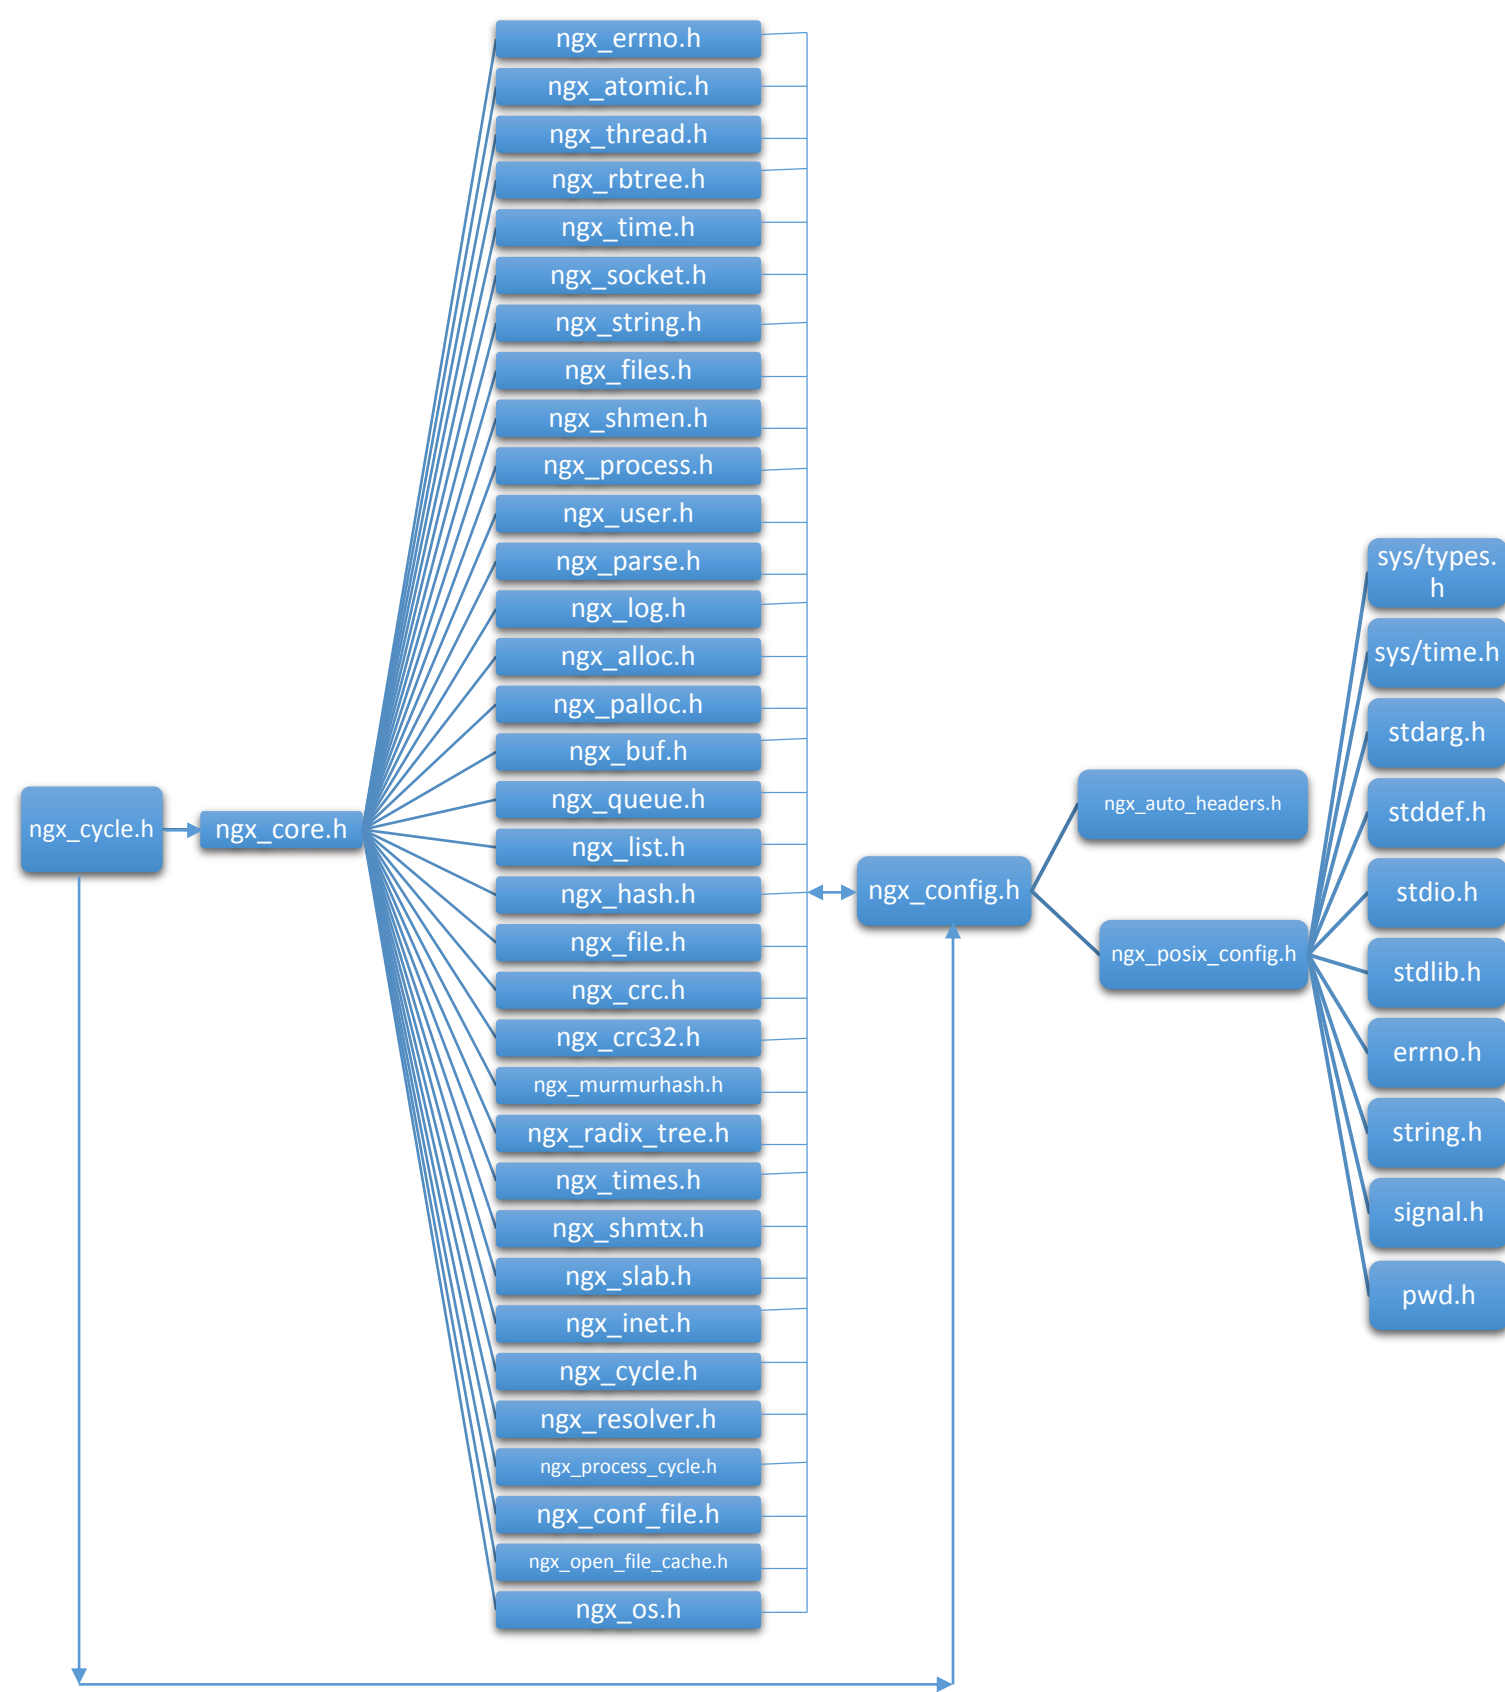 ngx_cycle.h
ngx_core.h
ngx_errno.h
ngx_atomic.h
ngx_thread.h
ngx_rbtree.h
ngx_time.h
ngx_socket.h
ngx_string.h
ngx_files.h
ngx_shmen.h
ngx_process.h
ngx_user.h
ngx_parse.h
ngx_log.h
ngx_alloc.h
ngx_palloc.h
ngx_buf.h
ngx_queue.h
ngx_list.h
ngx_hash.h
ngx_file.h
ngx_crc.h
ngx_crc32.h
ngx_murmurhash.h
ngx_radix_tree.h
ngx_times.h
ngx_shmtx.h
ngx_slab.h
ngx_inet.h
ngx_cycle.h
ngx_resolver.h
ngx_process_cycle.h
ngx_conf_file.h
ngx_open_file_cache.h
ngx_os.h
ngx_config.h
ngx_auto_headers.h
ngx_posix_config.h
sys/types.
h
sys/time.h
stdarg.h
stddef.h
stdio.h
stdlib.h
errno.h
string.h
signal.h
pwd.h